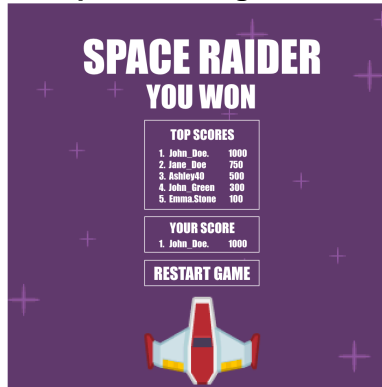 SPACE RAIDER
YOU WON
TOP SCORES
1. John_Doe. 1000
2. Jane_Doe 750
3. Ashley40 500
4. John_Green 300
5. Emma.Stone 100
YOUR SCORE
1. John_Doe. 1000
RESTART GAME